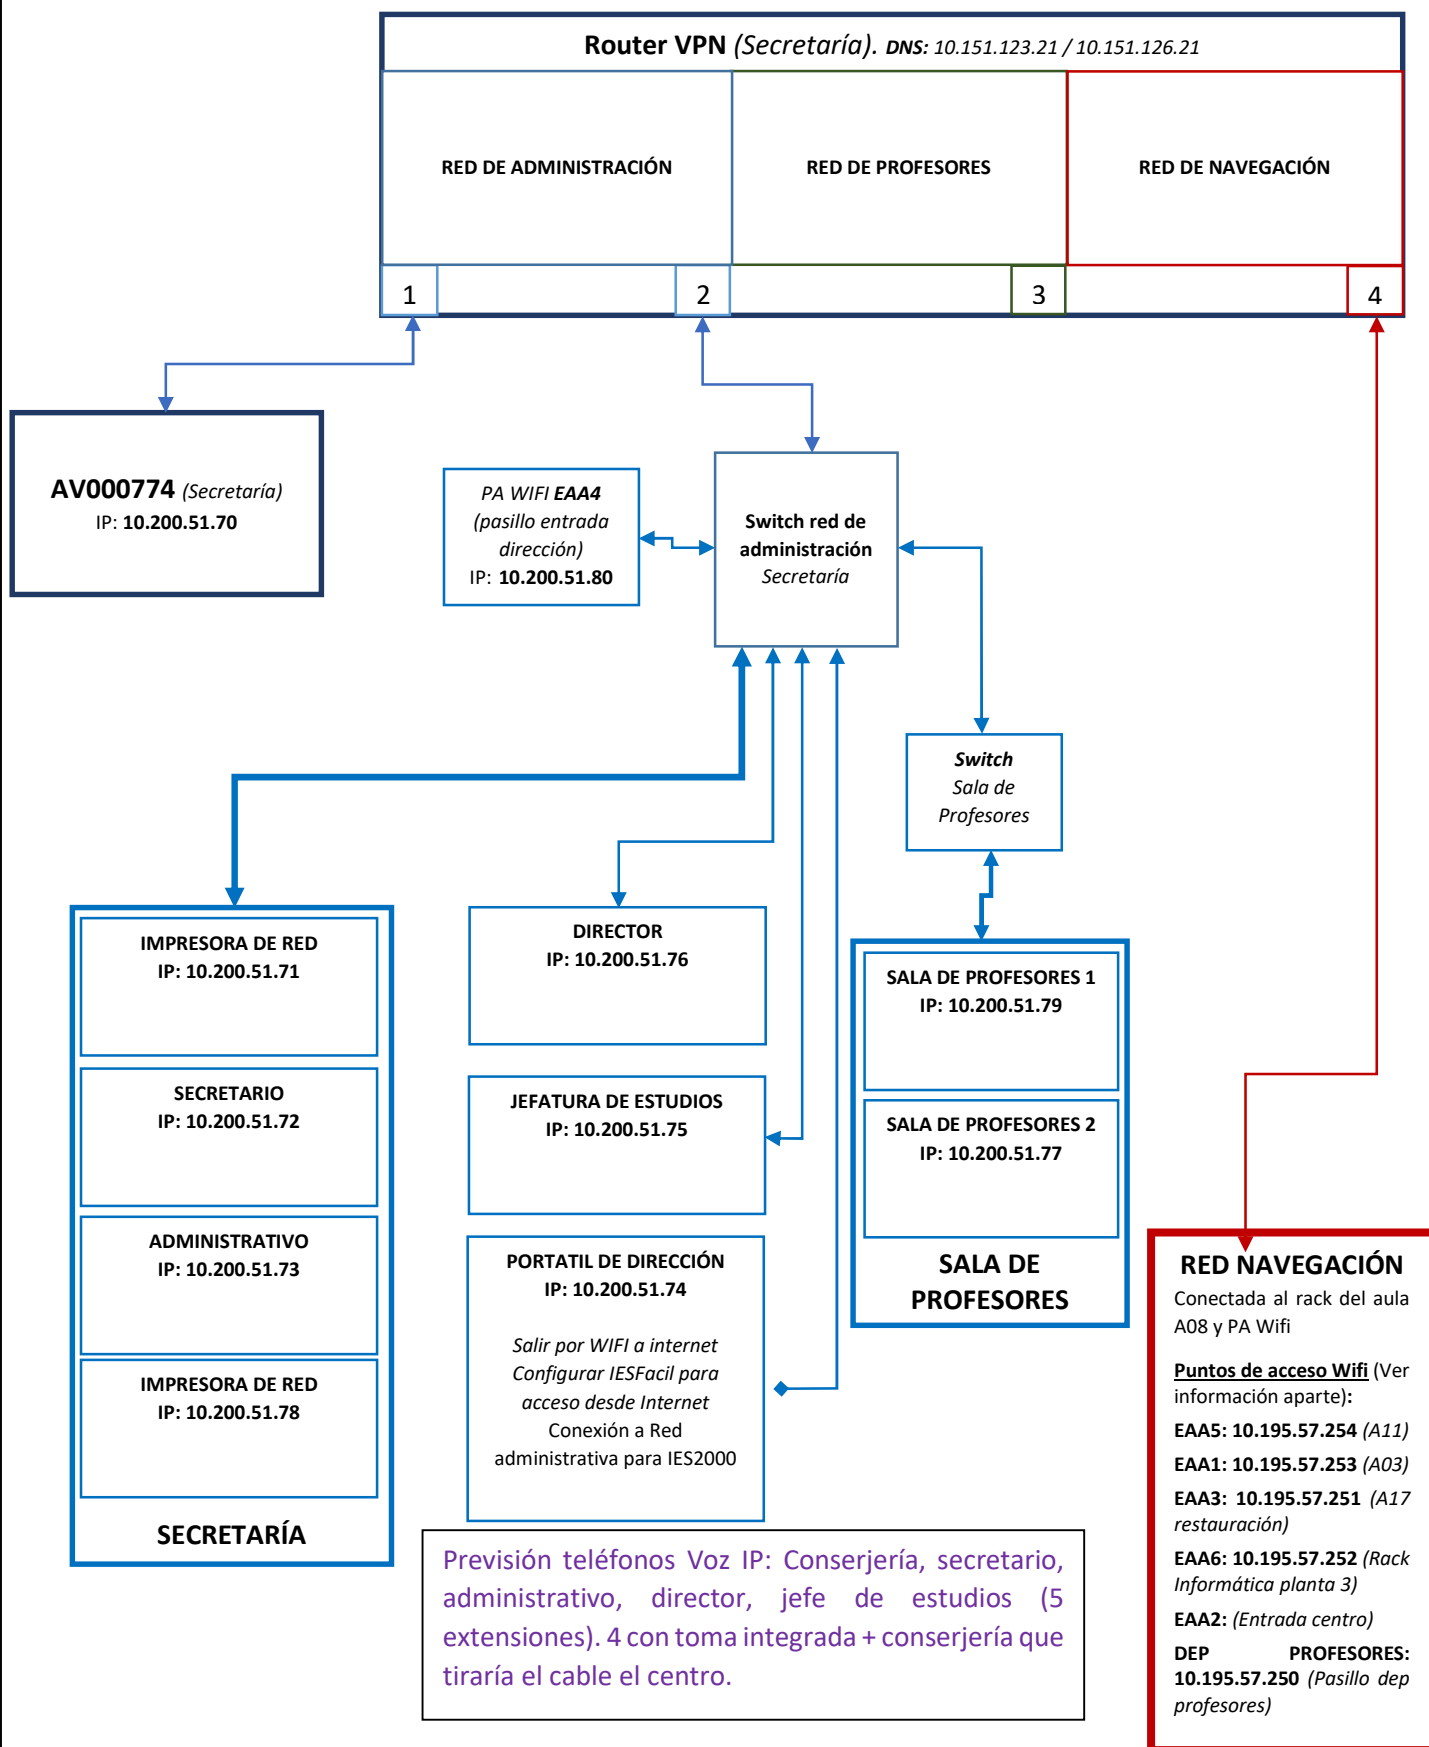 Router VPN (Secretaría). DNS: 10.151.123.21 / 10.151.126.21
RED DE ADMINISTRACIÓN
RED DE PROFESORES
RED DE NAVEGACIÓN
1
2
3
4
AV000774 (Secretaría)
IP: 10.200.51.70
PA WIFI EAA4
(pasillo entrada
dirección)
IP: 10.200.51.80
Switch red de
administración
Secretaría
Switch
Sala de
Profesores
IMPRESORA DE RED
IP: 10.200.51.71
SECRETARIO
IP: 10.200.51.72
ADMINISTRATIVO
IP: 10.200.51.73
IMPRESORA DE RED
IP: 10.200.51.78
SECRETARÍA
DIRECTOR
IP: 10.200.51.76
JEFATURA DE ESTUDIOS
IP: 10.200.51.75
PORTATIL DE DIRECCIÓN
IP: 10.200.51.74
Salir por WIFI a internet
Configurar IESFacil para
acceso desde Internet
Conexión a Red
administrativa para IES2000
SALA DE PROFESORES 1
IP: 10.200.51.79
SALA DE PROFESORES 2
IP: 10.200.51.77
SALA DE
PROFESORES
RED NAVEGACIÓN
Conectada al rack del aula
A08 y PA Wifi
Puntos de acceso Wifi (Ver
información aparte):
EAA5: 10.195.57.254 (A11)
EAA1: 10.195.57.253 (A03)
EAA3: 10.195.57.251 (A17
restauración)
EAA6: 10.195.57.252 (Rack
Informática planta 3)
EAA2: (Entrada centro)
DEP PROFESORES:
10.195.57.250 (Pasillo dep
profesores)
Previsión teléfonos Voz IP: Conserjería, secretario,
administrativo, director, jefe de estudios (5
extensiones). 4 con toma integrada + conserjería que
tiraría el cable el centro.